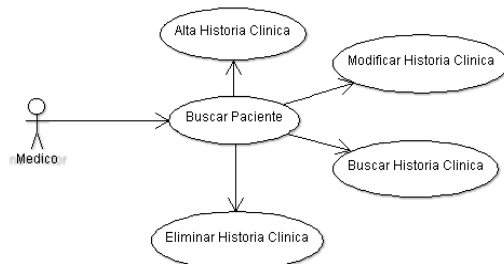 Alta Historia Clinica
Modificar Historia Clinica
Buscar Paciente
Medico
Buscar Historia Clinica
Eliminar Historia Clinica